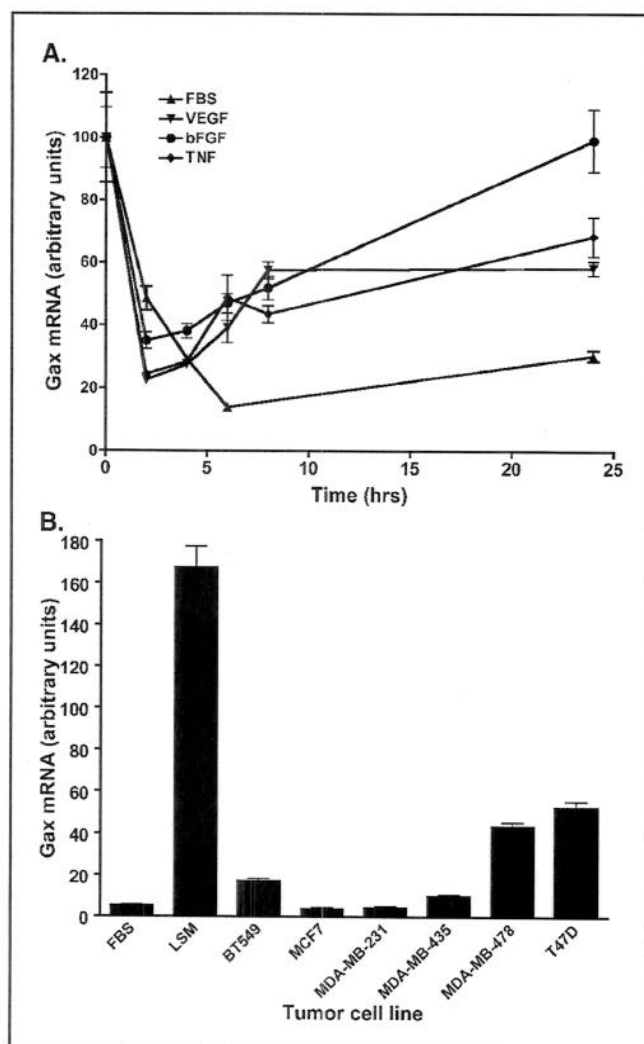 A.
120
100
80
60
40
20
0
Gax mRNA (arbitrary units)
FBS
VEGF
bFGF
TNF
0
5
10
15
20
25
Time (hrs)
B.
180
160
140
120
100
80
60
40
20
0
Gax mRNA (arbitrary units)
FBS
LSM
BT549
MCF7
MDA-MB-231
MDA-MB-435
MDA-MB-478
T47D
Tumor cell line